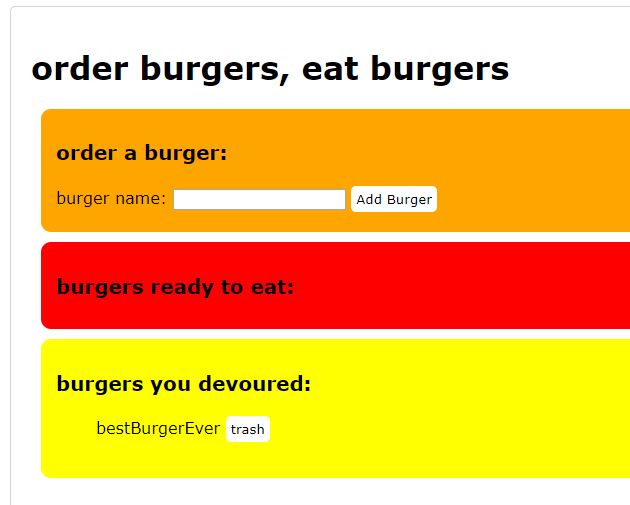 order burgers, eat burgers
order a burger:
burger name: Add Burger
burgers ready to eat:
burgers you devoured:
bestBurgerEver trash